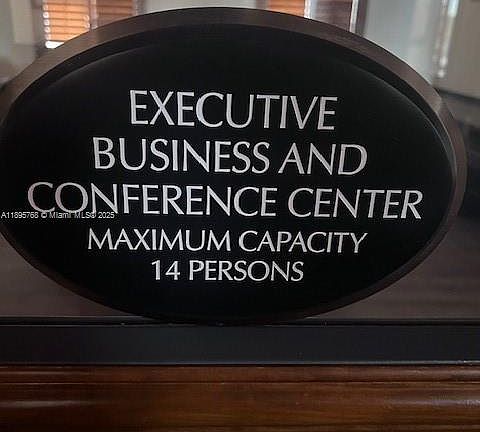 EXECUTIVE
BUSINESS AND
CONFERENCE CENTER
MAXIMUM CAPACITY
14 PERSONS
A11895768 © Miami MLS® 2025